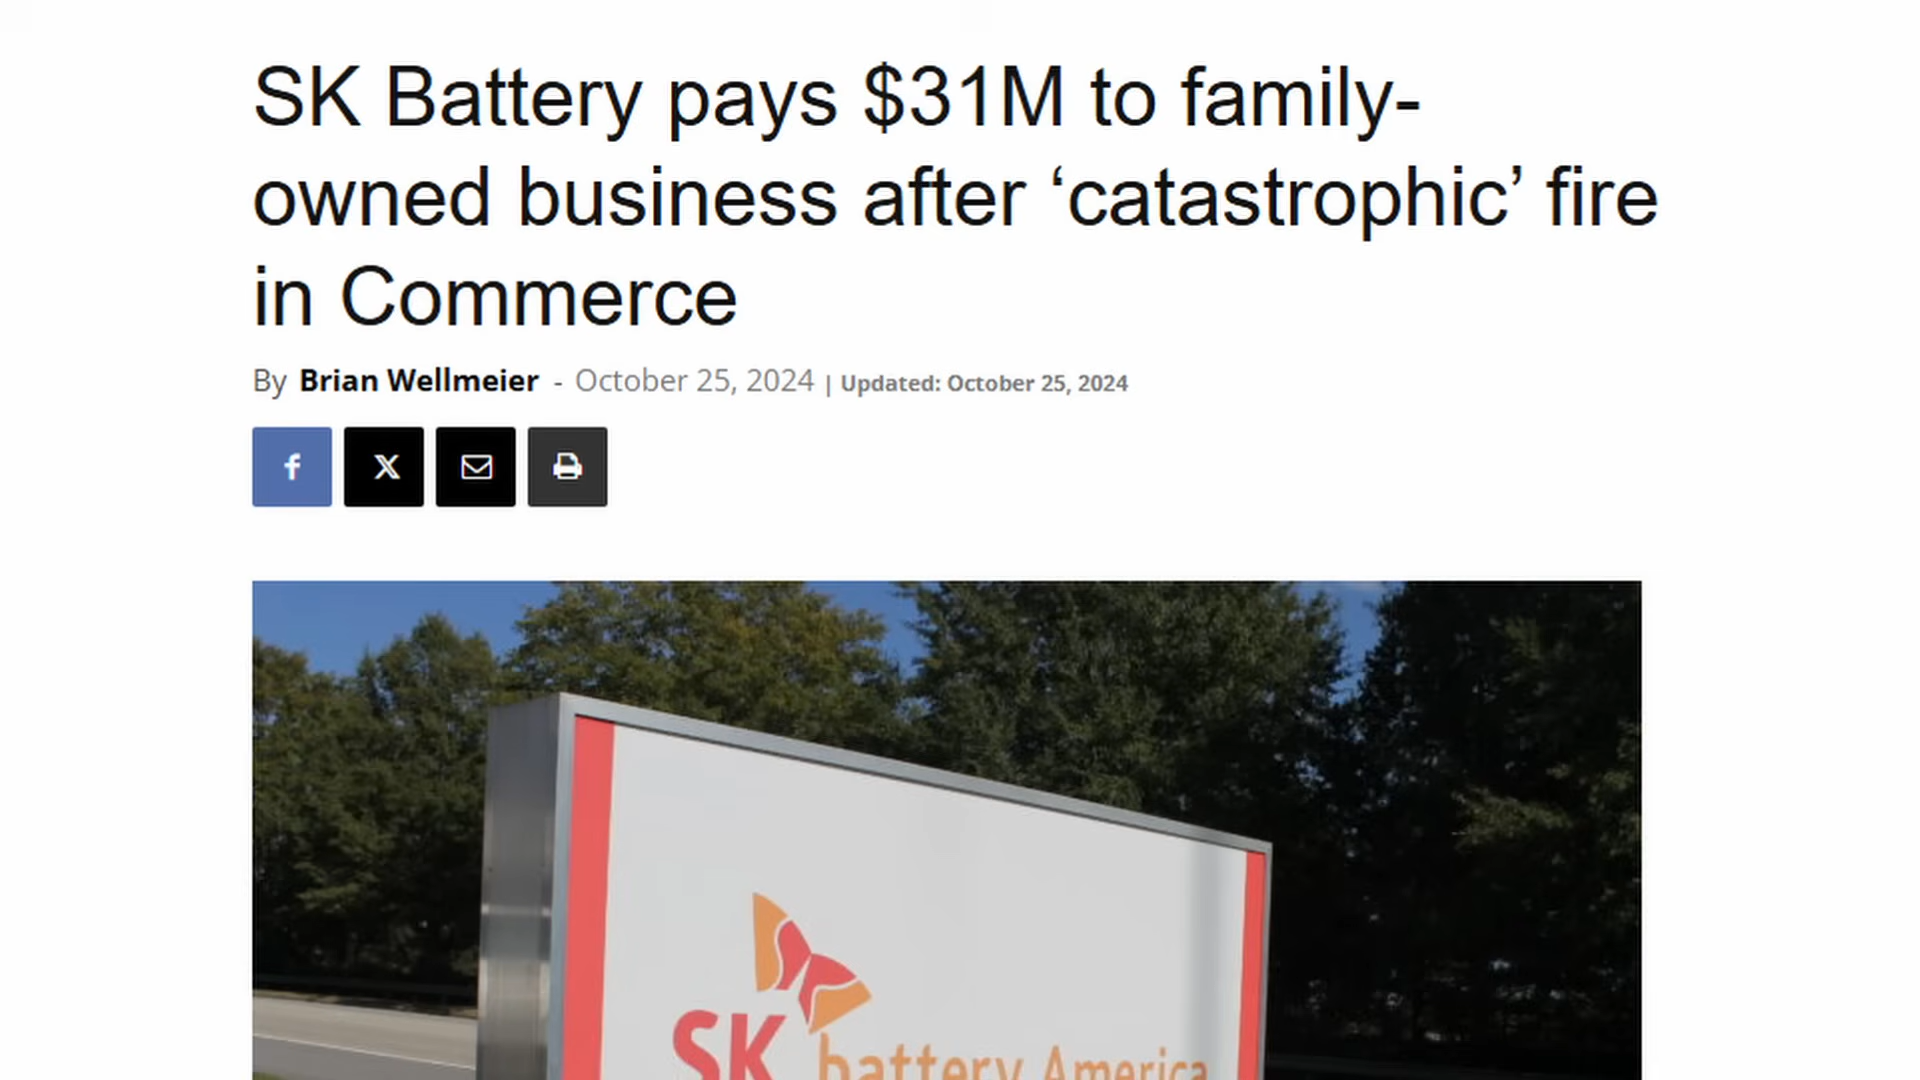 SK Battery pays $31M to family-
owned business after ‘catastrophic’ fire
in Commerce
By Brian Wellmeier - October 25, 2024 | Updated: October 25, 2024
f X
SK battery America